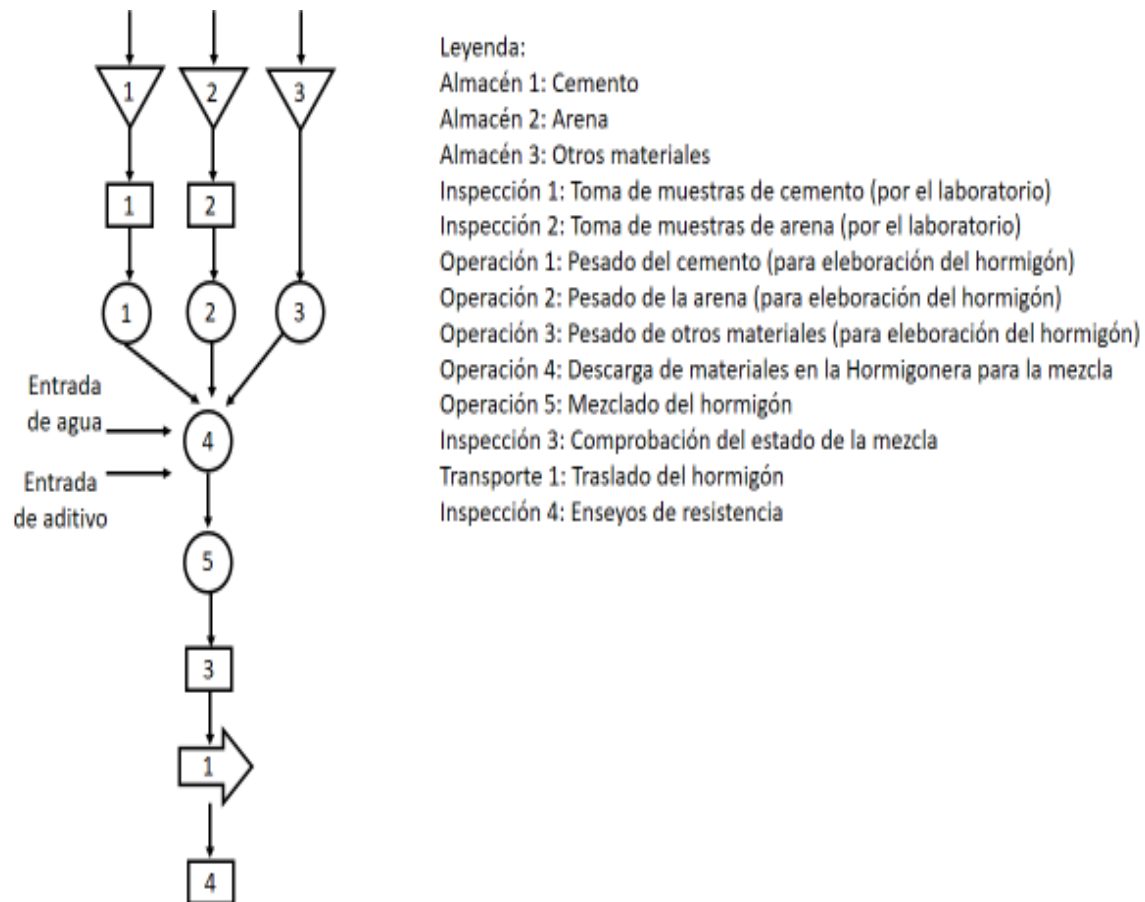 1
2
3
1
2
1
2
3
Entrada
de agua
4
Entrada
de aditivo
5
3
1
4
Leyenda:
Almacén 1: Cemento
Almacén 2: Arena
Almacén 3: Otros materiales
Inspección 1: Toma de muestras de cemento (por el laboratorio)
Inspección 2: Toma de muestras de arena (por el laboratorio)
Operación 1: Pesado del cemento (para eleboración del hormigón)
Operación 2: Pesado de la arena (para eleboración del hormigón)
Operación 3: Pesado de otros materiales (para eleboración del hormigón)
Operación 4: Descarga de materiales en la Hormigonera para la mezcla
Operación 5: Mezclado del hormigón
Inspección 3: Comprobación del estado de la mezcla
Transporte 1: Traslado del hormigón
Inspección 4: Enseyos de resistencia